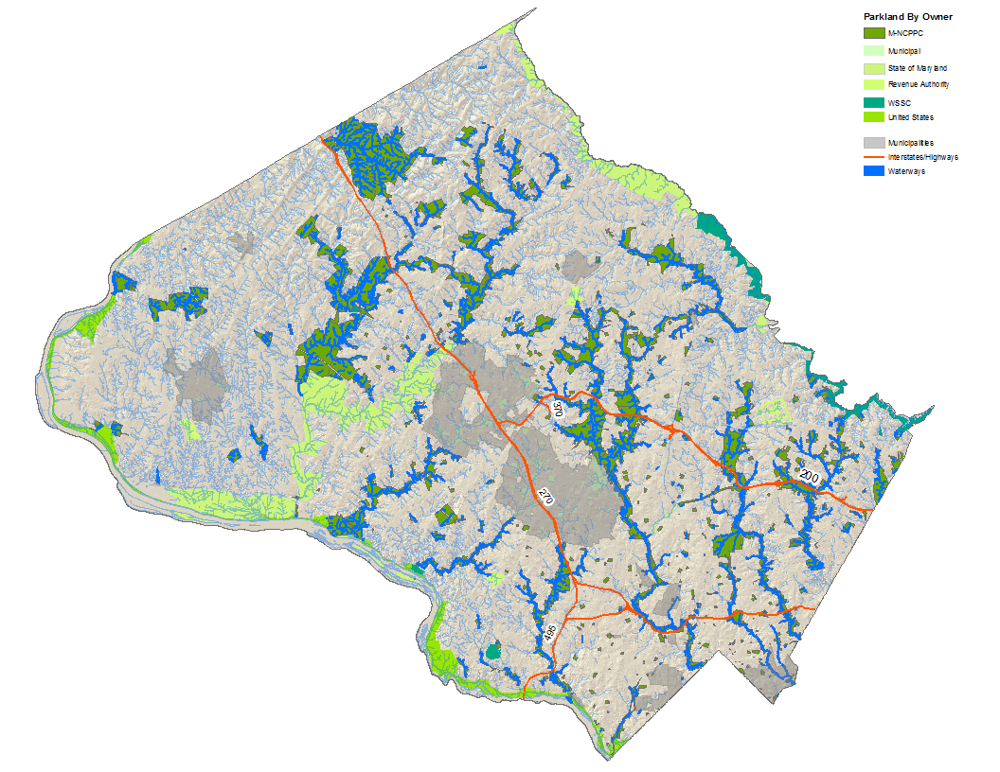 Parkland By Owner
M-NCPPC
Municipal
State of Maryland
Revenue Authority
WSSC
United States
Municipalities
Interstates/Highways
Waterways
370
200
270
495